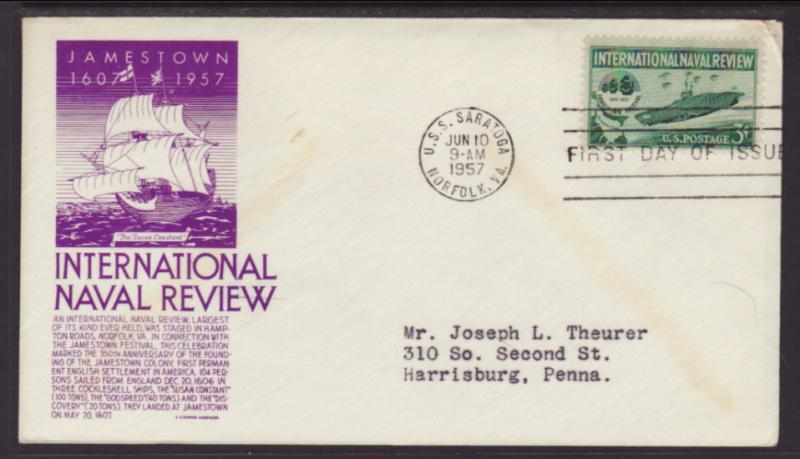 JAMESTOWN
1607 1957
"The Susan Constant"
INTERNATIONAL
NAVAL REVIEW
AN INTERNATIONAL NAVAL REVIEW, LARGEST
OF ITS KIND EVER HELD, WAS STAGED IN HAMP-
TON ROADS, NORFOLK, VA. IN CONNECTION WITH
THE JAMESTOWN FESTIVAL. THIS CELEBRATION
MARKED THE 350TH ANNIVERSARY OF THE FOUND-
ING OF THE JAMESTOWN COLONY, FIRST PERMAN-
ENT ENGLISH SETTLEMENT IN AMERICA. 104 PER-
SONS SAILED FROM ENGLAND DEC. 20, 1606 IN
THREE COCKLESHELL SHIPS, THE "SUSAN CONSTANT"
(100 TONS), THE "GODSPEED" (40 TONS) AND THE "DIS-
COVERY" (20 TONS). THEY LANDED AT JAMESTOWN
ON MAY 20, 1607.
U.S.S. SARATOGA
JUN 10
9-AM
1957
NORFOLK, VA.
INTERNATIONAL NAVAL REVIEW
U.S. POSTAGE 3¢
FIRST DAY OF ISSUE
Mr. Joseph L. Theurer
310 So. Second St.
Harrisburg, Penna.